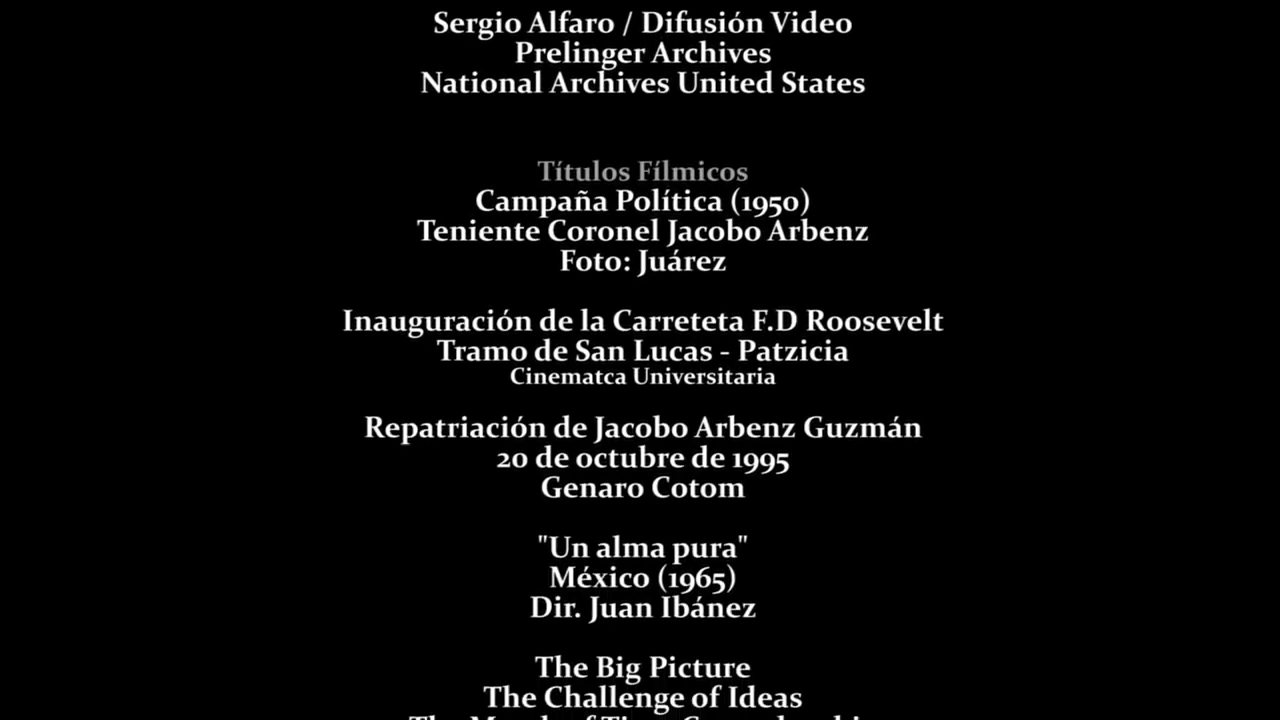 Sergio Alfaro / Difusión Video
Prelinger Archives
National Archives United States
Títulos Fílmicos
Campaña Política (1950)
Teniente Coronel Jacobo Arbenz
Foto: Juárez
Inauguración de la Carreteta F.D Roosevelt
Tramo de San Lucas - Patzicia
Cinematca Universitaria
Repatriación de Jacobo Arbenz Guzmán
20 de octubre de 1995
Genaro Cotom
"Un alma pura"
México (1965)
Dir. Juan Ibánez
The Big Picture
The Challenge of Ideas